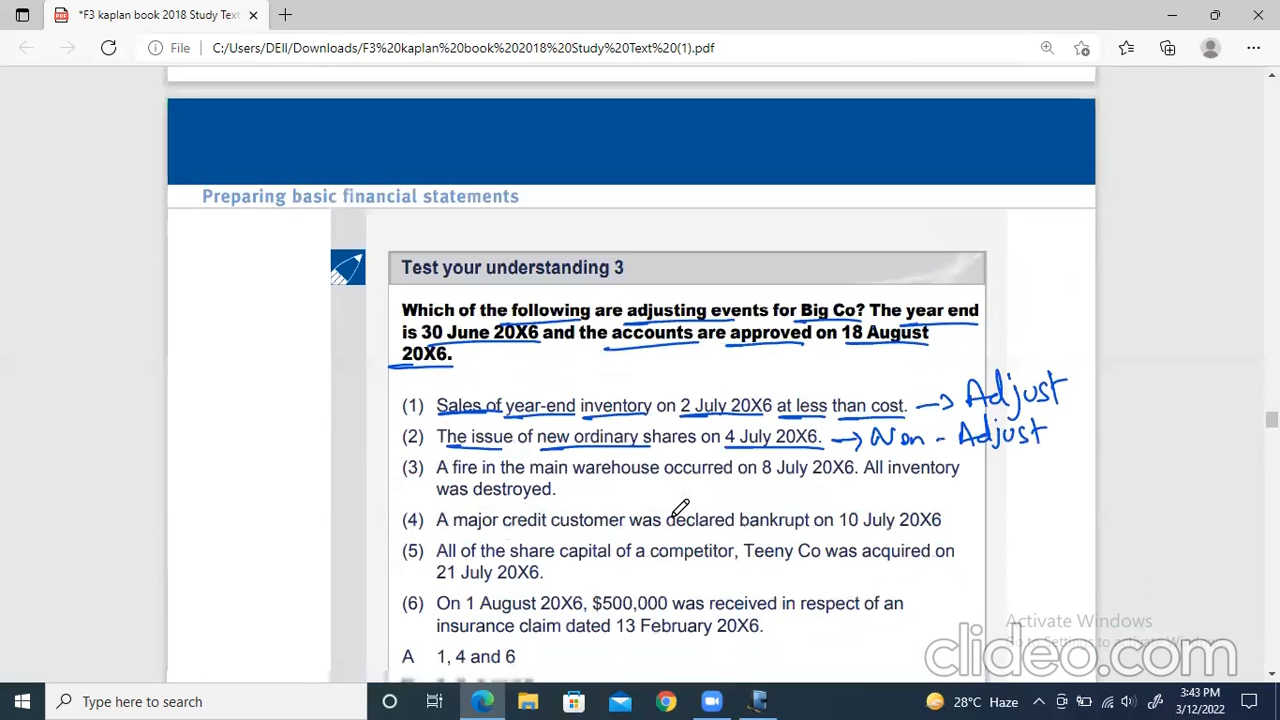 *F3 kaplan book 2018 Study Text
File
C:/Users/DEll/Downloads/F3%20kaplan%20book%202018%20Study%20Text%20(1).pdf
Preparing basic financial statements
Test your understanding 3
Which of the following are adjusting events for Big Co? The year end
is 30 June 20X6 and the accounts are approved on 18 August
20X6.
(1) Sales of year-end inventory on 2 July 20X6 at less than cost. → Adjust
(2) The issue of new ordinary shares on 4 July 20X6. → Non - Adjust
(3) A fire in the main warehouse occurred on 8 July 20X6. All inventory
was destroyed.
(4) A major credit customer was declared bankrupt on 10 July 20X6
(5) All of the share capital of a competitor, Teeny Co was acquired on
21 July 20X6.
(6) On 1 August 20X6, $500,000 was received in respect of an
insurance claim dated 13 February 20X6.
A 1, 4 and 6
Activate Windows
clideo.com
Type here to search
28°C Haze
3:43 PM
3/12/2022